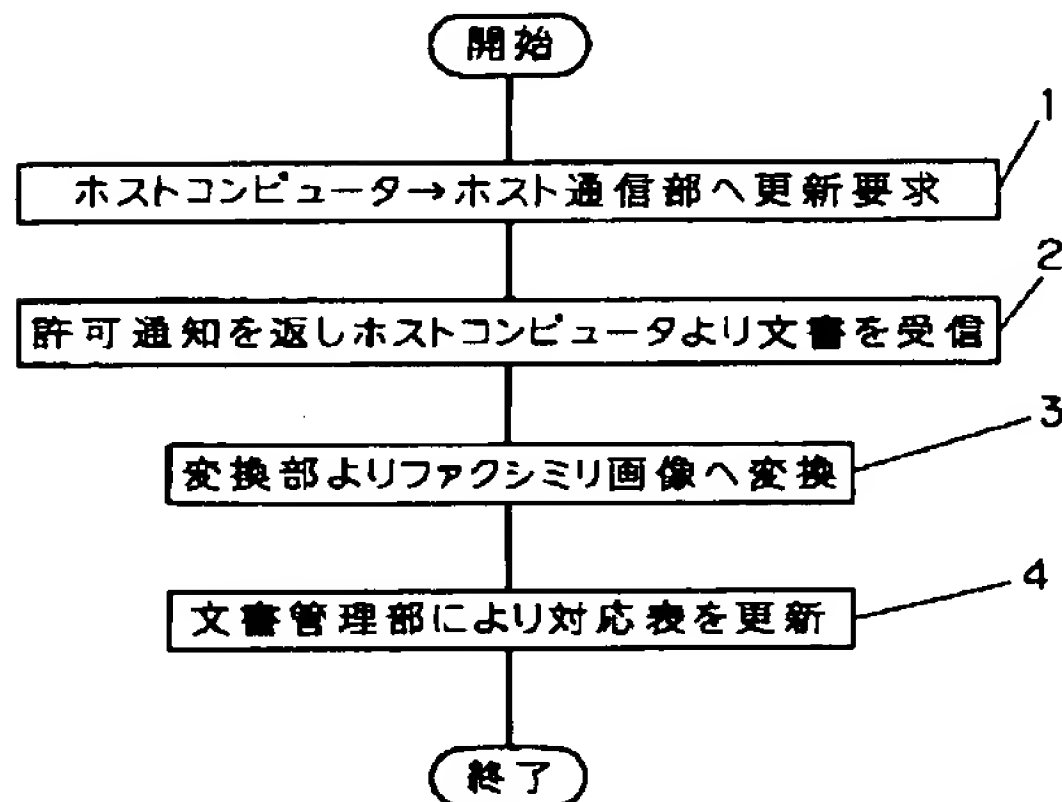 開始
1
ホストコンピュータ→ホスト通信部へ更新要求
2
許可通知を返しホストコンピュータより文書を受信
3
変換部よりファクシミリ画像へ変換
4
文書管理部により対応表を更新
終了